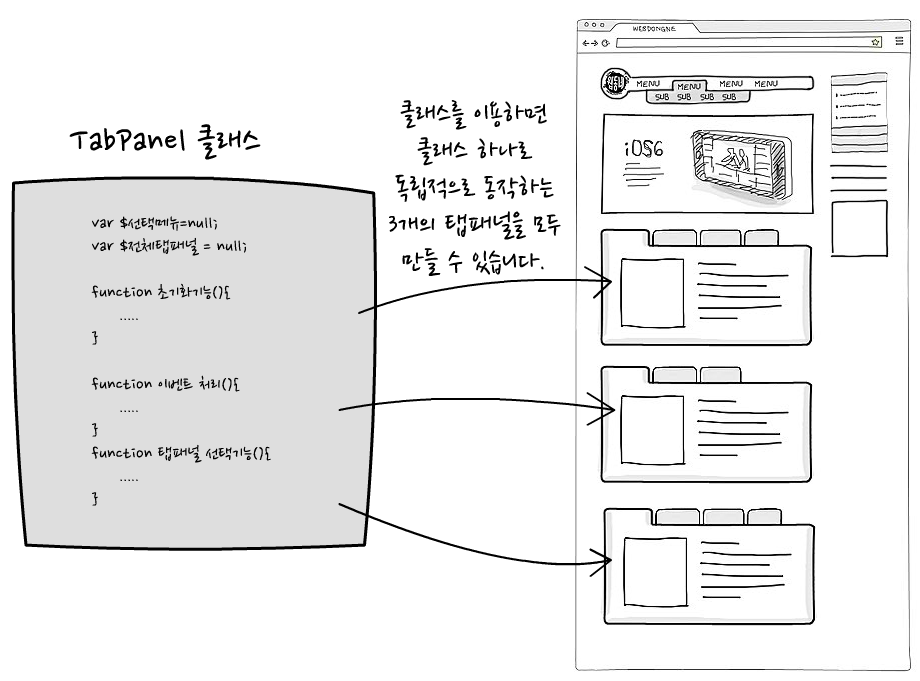 TabPanel 클래스
var $선택메뉴=null;
var $전체탭패널 = null;
function 초기화기능(){
.....
}
function 이벤트 처리(){
.....
}
function 탭패널 선택기능(){
.....
}
클래스를 이용하면
클래스 하나로
독립적으로 동작하는
3개의 탭패널을 모두
만들 수 있습니다.
WEBDONGNE
MENU MENU MENU MENU
SUB SUB SUB SUB
iOS6